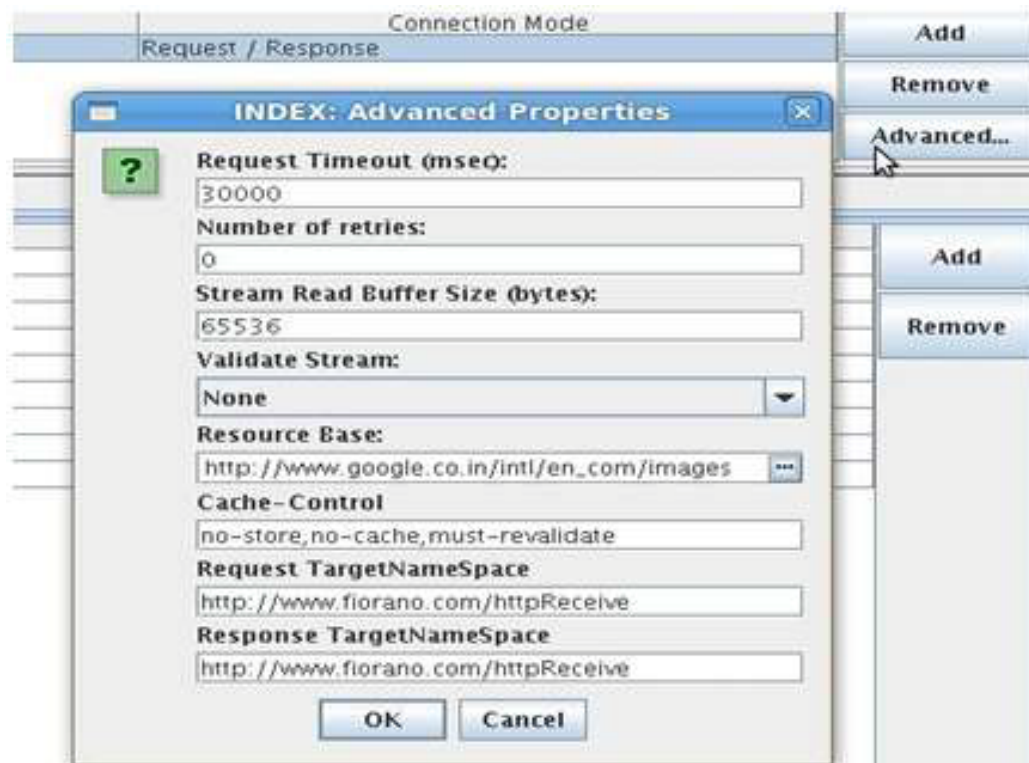 Connection Mode
Add
Request / Response
Remove
INDEX: Advanced Properties
Advanced...
?
Request Timeout (msec):
30000
Number of retries:
0
Add
Stream Read Buffer Size (bytes):
65536
Remove
Validate Stream:
None
Resource Base:
http://www.google.co.in/intl/en_com/images
...
Cache-Control
no-store,no-cache,must-revalidate
Request TargetNameSpace
http://www.fiorano.com/httpReceive
Response TargetNameSpace
http://www.fiorano.com/httpReceive
OK
Cancel